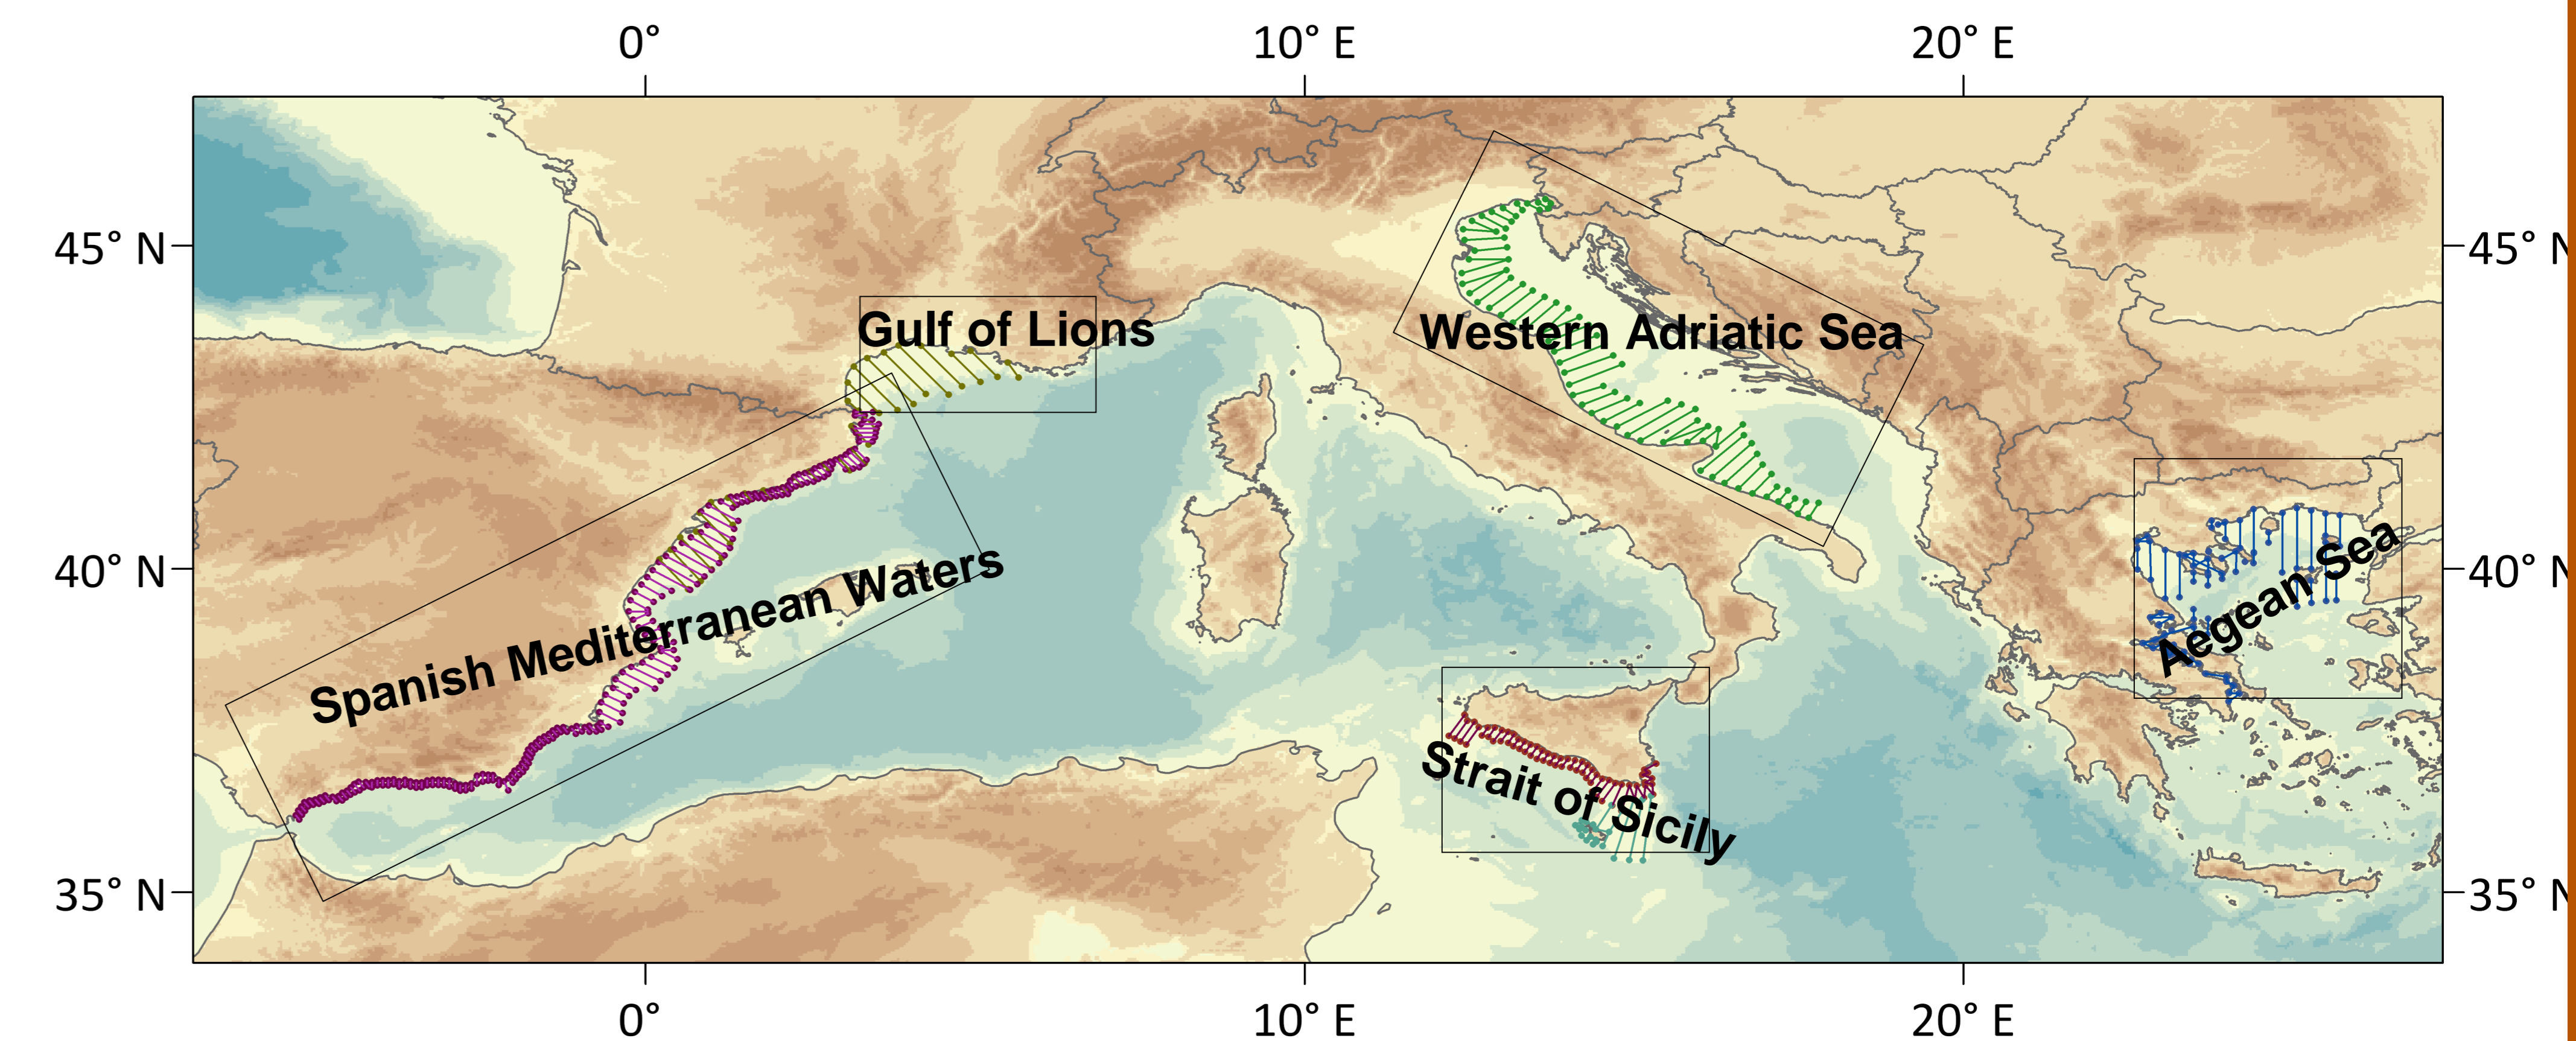 0°
10° E
20° E
45° N
45° N
Gulf of Lions
Western Adriatic Sea
40° N
40° N
Spanish Mediterranean Waters
Aegean Sea
Strait of Sicily
35° N
35° N
0°
10° E
20° E